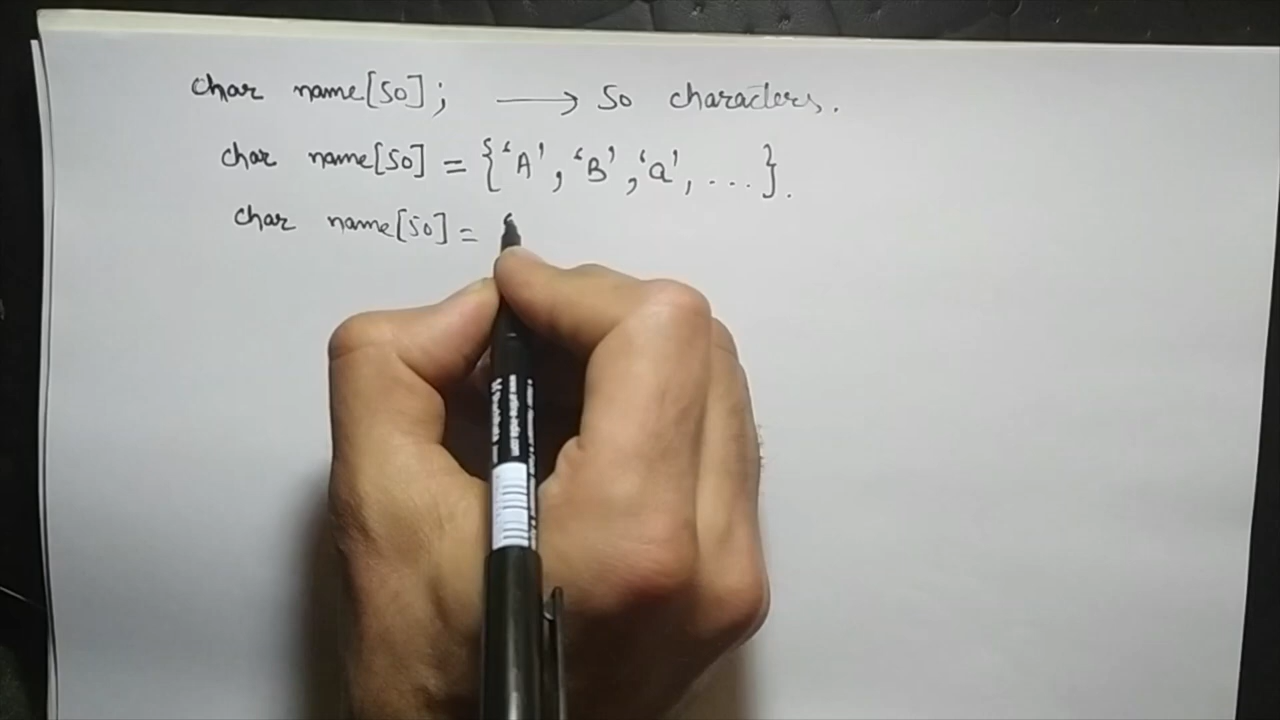 char name[50]; → 50 characters.
char name[50] = {'A', 'B', 'a', ...}.
char name[50] = "